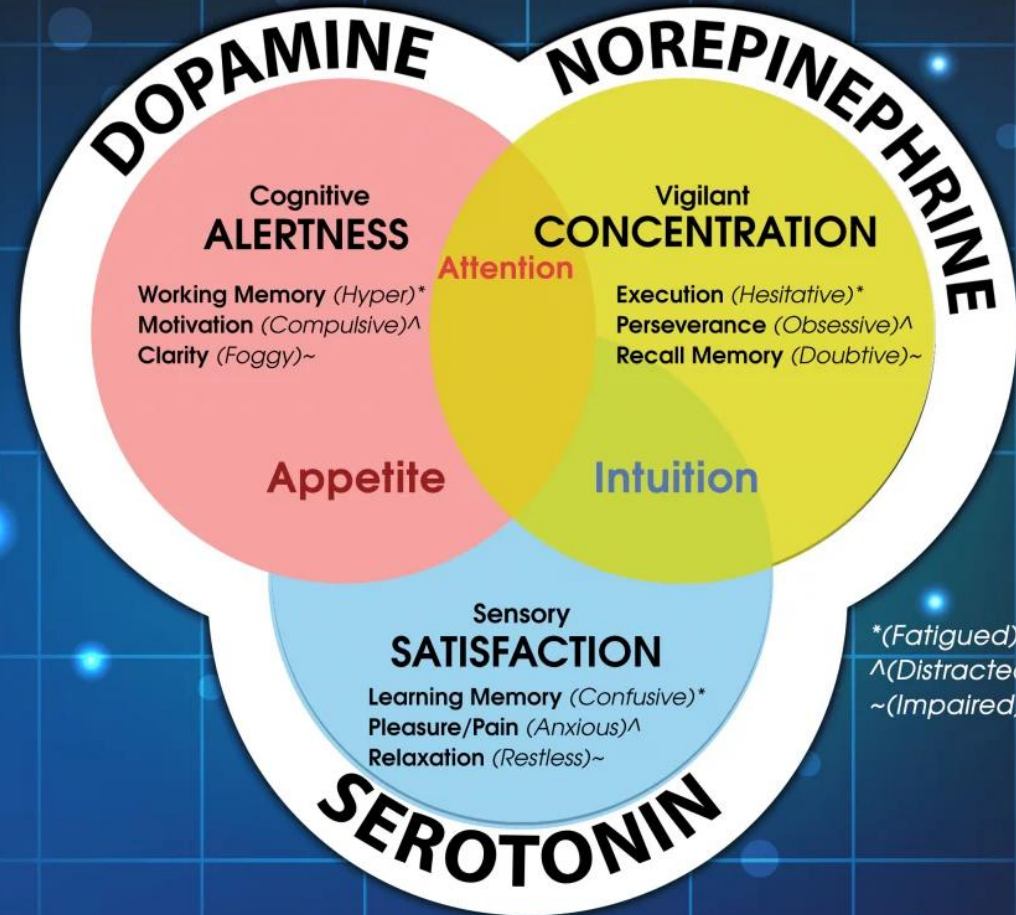 DOPAMINE
NOREPINEPHRINE
Cognitive
ALERTNESS
Working Memory (Hyper)*
Motivation (Compulsive)^
Clarity (Foggy)~
Attention
Vigilant
CONCENTRATION
Execution (Hesitative)*
Perseverance (Obsessive)^
Recall Memory (Doubtive)~
Appetite
Intuition
Sensory
SATISFACTION
Learning Memory (Confusive)*
Pleasure/Pain (Anxious)^
Relaxation (Restless)~
SEROTONIN
*(Fatigued)
^(Distracted
~(Impaired)